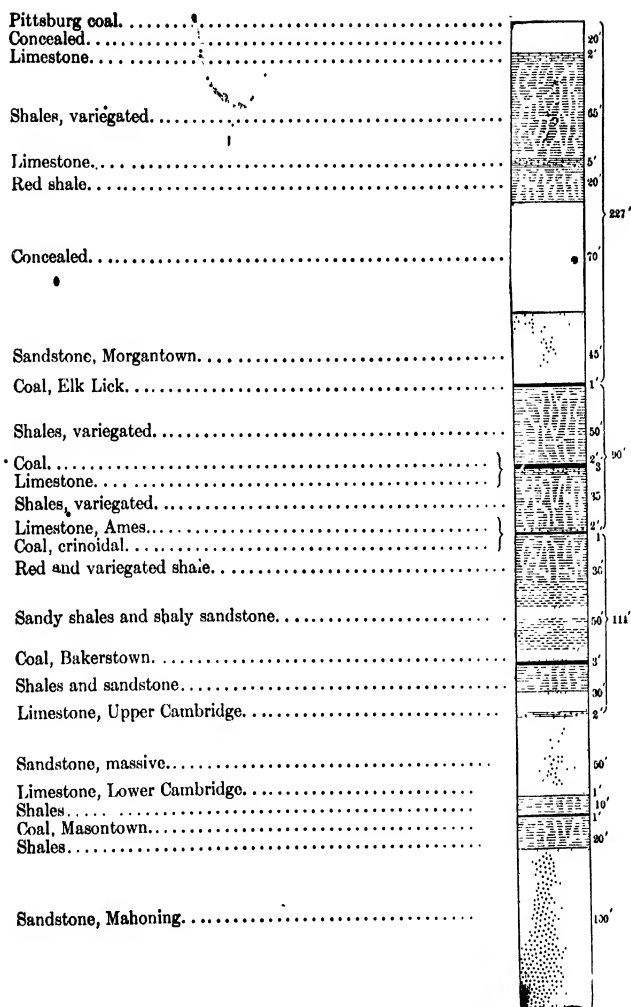 Pittsburg coal
Concealed 20'
Limestone 2'
Shales, variegated 65'
Limestone 5'
Red shale 20'
227'
Concealed 70'
Sandstone, Morgantown 45'
Coal, Elk Lick 1'
Shales, variegated 50'
90'
Coal 2'
Limestone 3'
Shales, variegated 35
Limestone, Ames 2'
Coal, crinoidal 1
Red and variegated shale
Sandy shales and shaly sandstone 50' 111'
Coal, Bakerstown 3'
Shales and sandstone 30'
Limestone, Upper Cambridge 2'
Sandstone, massive
Limestone, Lower Cambridge 1'
Shales 10'
Coal, Masontown 1'
Shales 20'
Sandstone, Mahoning 100'